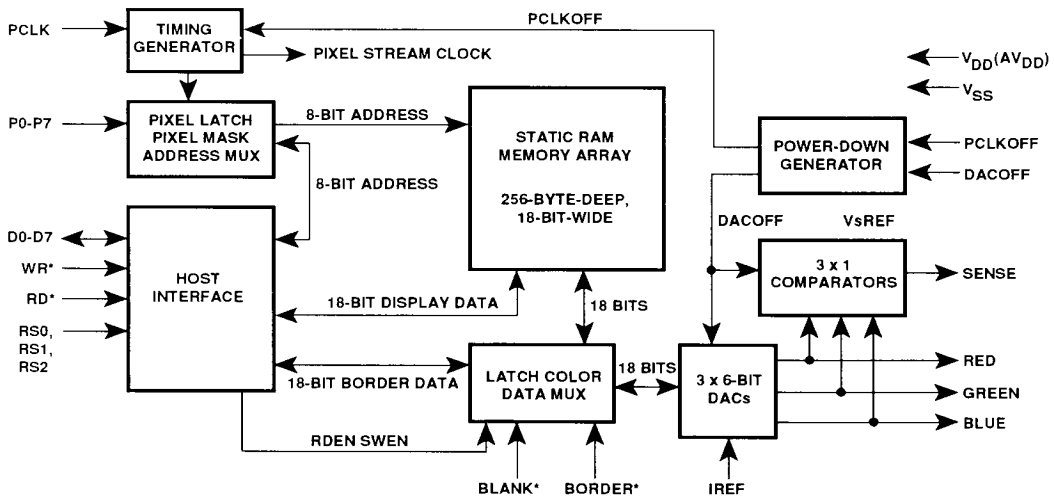 PCLK
TIMING
GENERATOR
PCLKOFF
PIXEL STREAM CLOCK
V_DD(AV_DD)
V_SS
P0-P7
PIXEL LATCH
PIXEL MASK
ADDRESS MUX
8-BIT ADDRESS
8-BIT ADDRESS
STATIC RAM
MEMORY ARRAY
256-BYTE-DEEP,
18-BIT-WIDE
POWER-DOWN
GENERATOR
PCLKOFF
DACOFF
DACOFF
VsREF
D0-D7
WR*
RD*
RS0,
RS1,
RS2
HOST
INTERFACE
3 x 1
COMPARATORS
SENSE
18-BIT DISPLAY DATA
18 BITS
18-BIT BORDER DATA
LATCH COLOR
DATA MUX
18 BITS
3 x 6-BIT
DACs
RED
GREEN
BLUE
RDEN SWEN
BLANK*
BORDER*
IREF